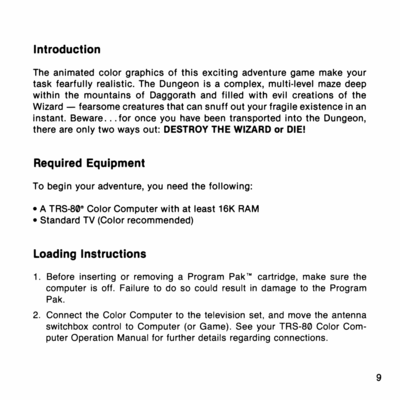 Introduction
The animated color graphics of this exciting adventure game make your
task fearfully realistic. The Dungeon is a complex, multi-level maze deep
within the mountains of Daggorath and filled with evil creations of the
Wizard — fearsome creatures that can snuff out your fragile existence in an
instant. Beware. . .for once you have been transported into the Dungeon,
there are only two ways out: DESTROY THE WIZARD or DIE!
Required Equipment
To begin your adventure, you need the following:
• A TRS-80® Color Computer with at least 16K RAM
• Standard TV (Color recommended)
Loading Instructions
1. Before inserting or removing a Program Pak™ cartridge, make sure the
computer is off. Failure to do so could result in damage to the Program
Pak.
2. Connect the Color Computer to the television set, and move the antenna
switchbox control to Computer (or Game). See your TRS-80 Color Com-
puter Operation Manual for further details regarding connections.
9